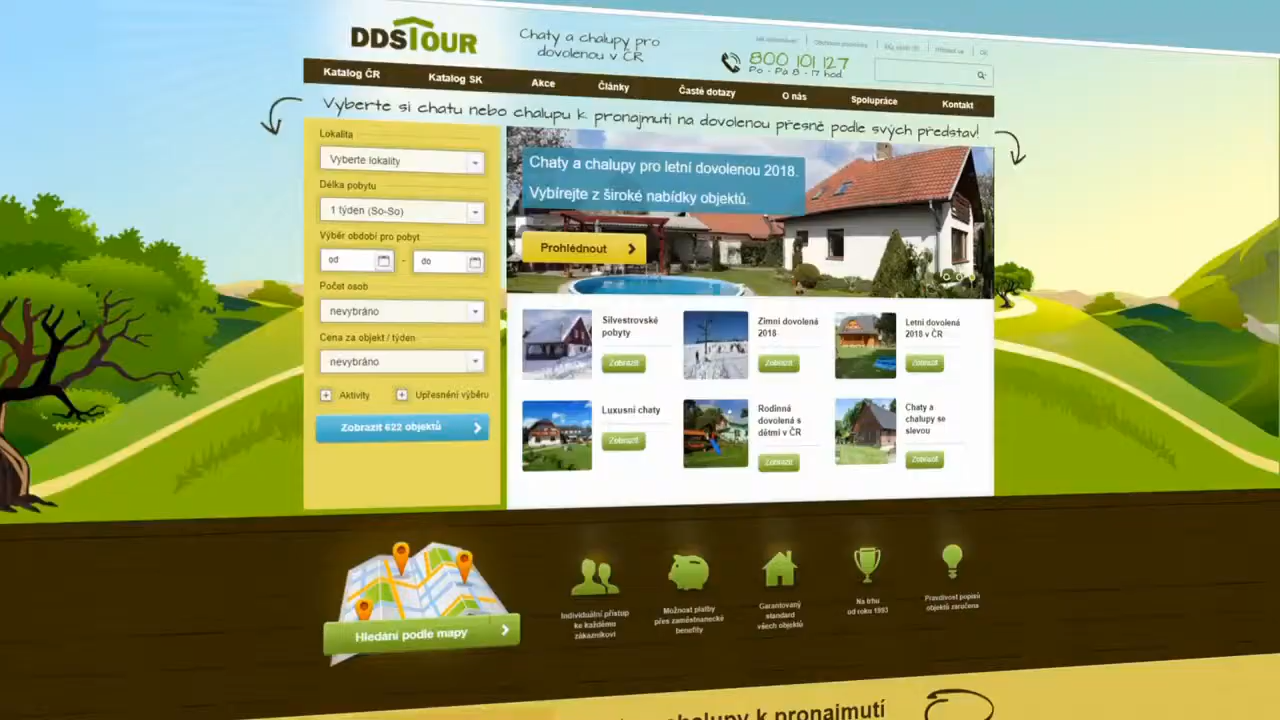 DDSTOUR
Chaty a chalupy pro
dovolenou v ČR
800 101 127
Po - Pá 8 - 17 hod.
Katalog ČR
Katalog SK
Akce
Články
Časté dotazy
O nás
Spolupráce
Kontakt
Vyberte si chatu nebo chalupu k pronajmutí na dovolenou přesně podle svých představ!
Lokalita
Vyberte lokality
Délka pobytu
1 týden (So-So)
Výběr období pro pobyt
od - do
Počet osob
nevybráno
Cena za objekt / týden
nevybráno
Aktivity
Upřesnění výběru
Zobrazit 622 objektů
Chaty a chalupy pro letní dovolenou 2018.
Vybírejte z široké nabídky objektů.
Prohlédnout
Silvestrovské
pobyty
Zobrazit
Zimní dovolená
2018
Zobrazit
Letní dovolená
2018 v ČR
Zobrazit
Luxusní chaty
Zobrazit
Rodinná
dovolená s
dětmi v ČR
Zobrazit
Chaty a
chalupy se
slevou
Zobrazit
Hledání podle mapy
Individuální přístup
ke každému
zákazníkovi
Možnost platby
přes zaměstnanecké
benefity
Garantovaný
standard
všech objektů
Na trhu
od roku 1993
Pravdivost popisů
objektů zaručena
chalupy k pronajmutí